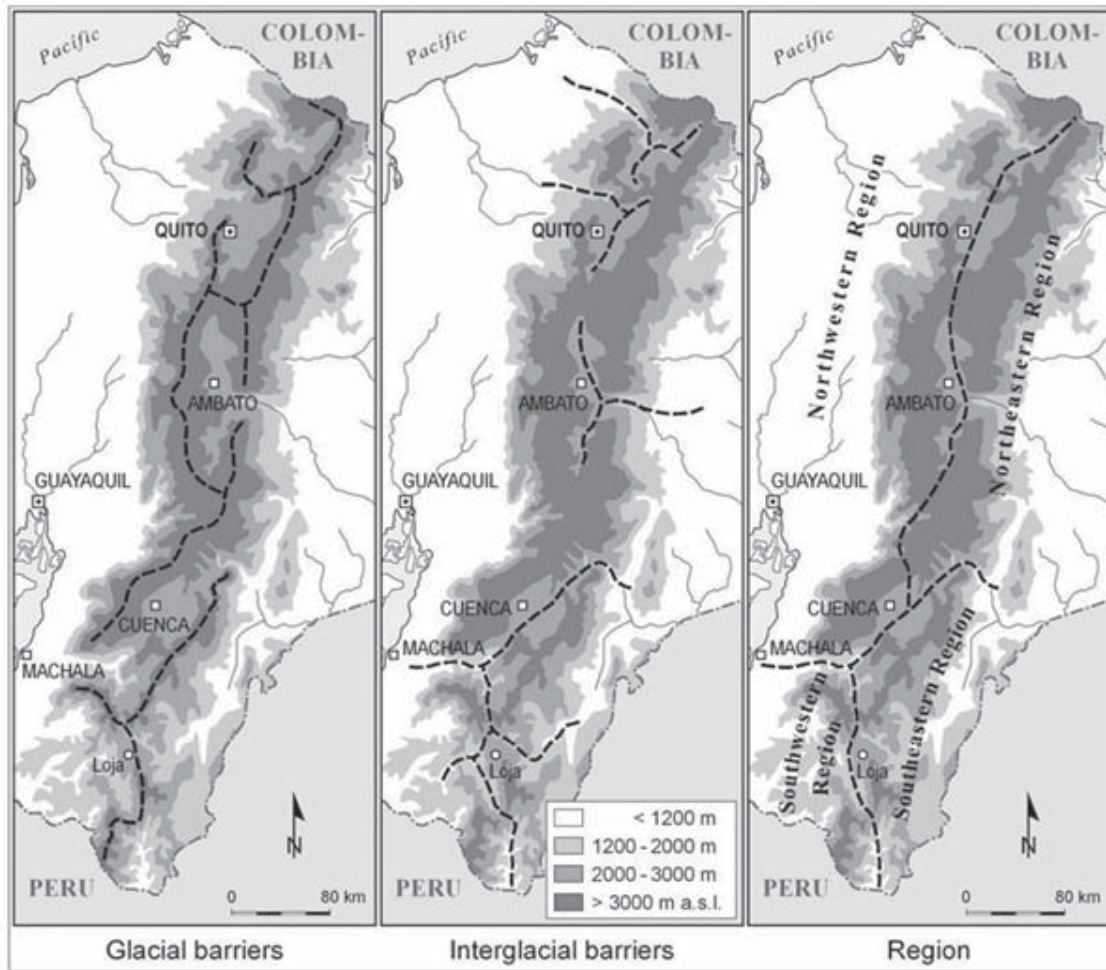 Pacific
COLOM-
BIA
QUITO
AMBATO
GUAYAQUIL
CUENCA
MACHALA
Loja
N
PERU
0 80 km
Glacial barriers
Pacific
COLOM-
BIA
QUITO
AMBATO
GUAYAQUIL
CUENCA
MACHALA
Loja
< 1200 m
1200 - 2000 m
2000 - 3000 m
> 3000 m a.s.l.
PERU
Interglacial barriers
Pacific
COLOM-
BIA
Northwestern Region
QUITO
Northeastern Region
AMBATO
GUAYAQUIL
CUENCA
MACHALA
Southwestern
Region
Southeastern Region
Loja
N
PERU
0 80 km
Region